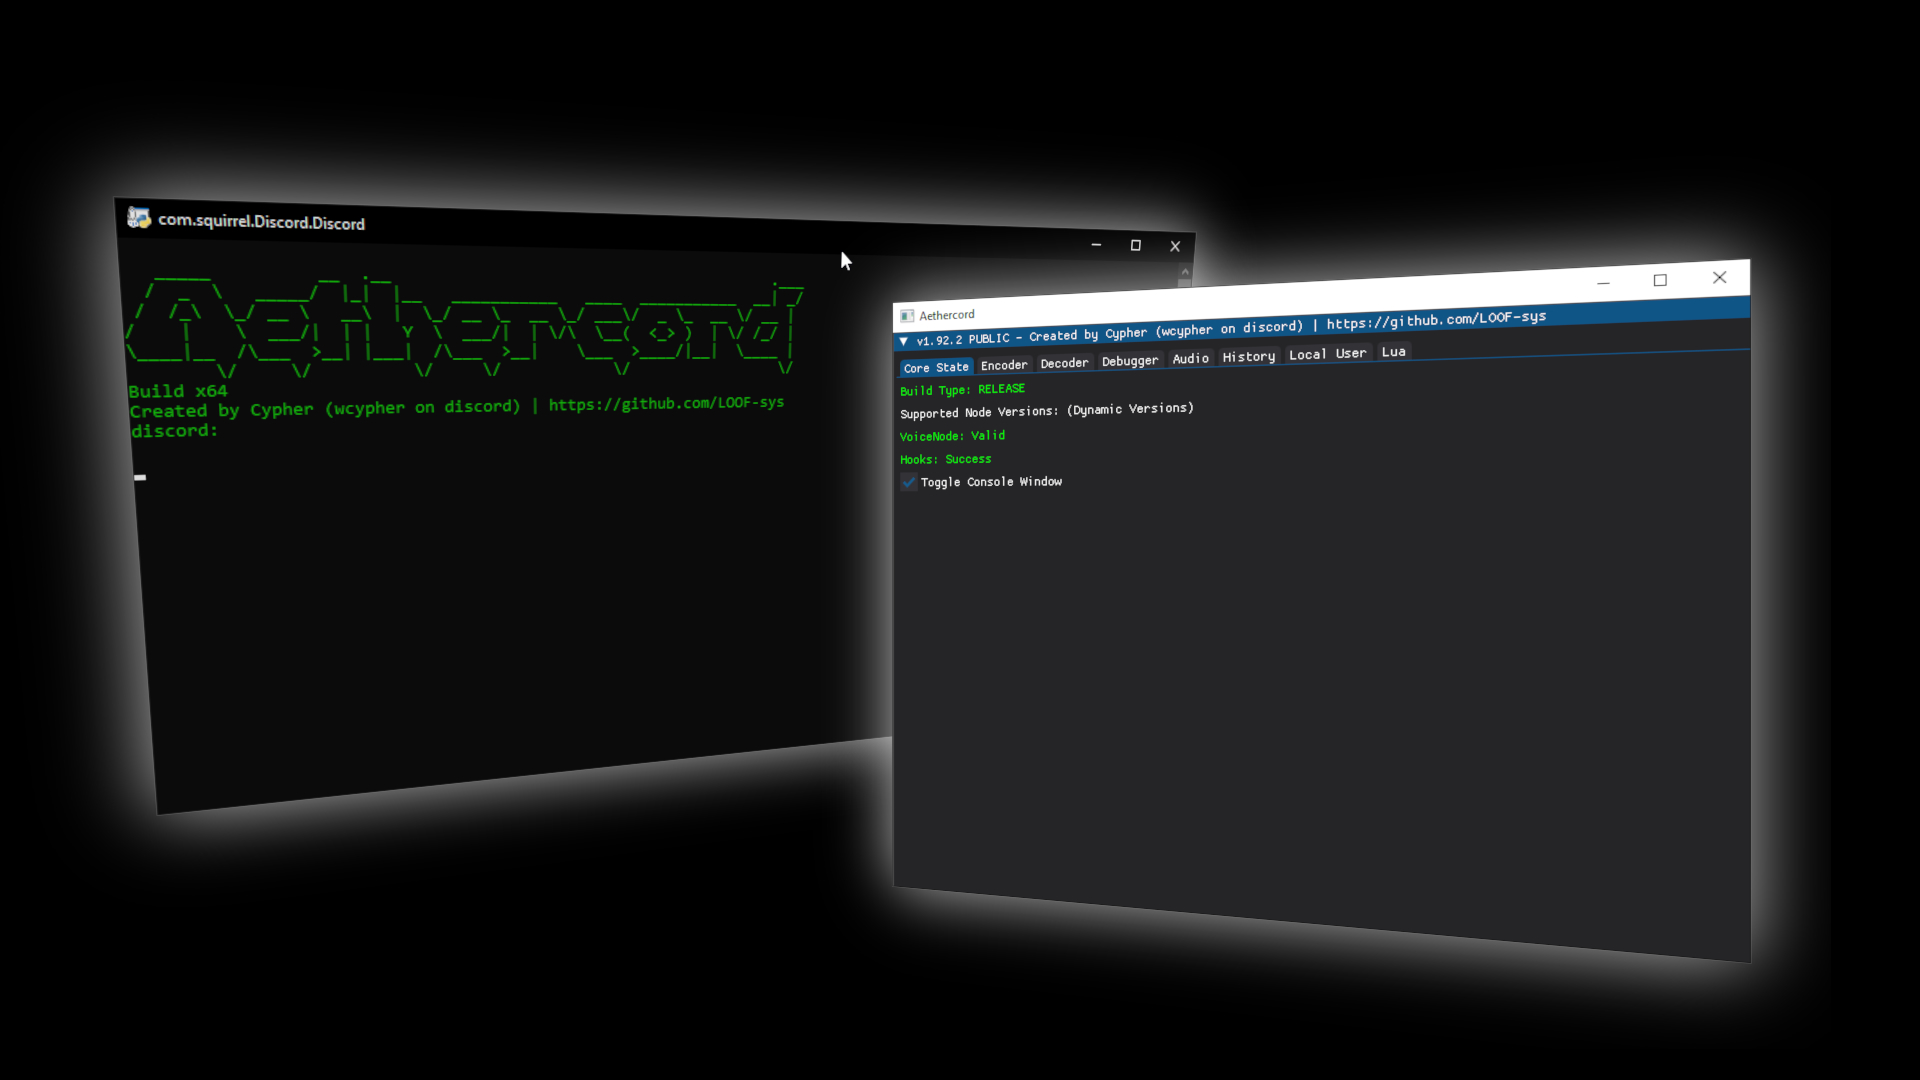 com.squirrel.Discord.Discord
Aethercord
Build x64
Created by Cypher (wcypher on discord) | https://github.com/LOOF-sys
discord:
Aethercord
v1.92.2 PUBLIC - Created by Cypher (wcypher on discord) | https://github.com/LOOF-sys
Core State Encoder Decoder Debugger Audio History Local User Lua
Build Type: RELEASE
Supported Node Versions: (Dynamic Versions)
VoiceNode: Valid
Hooks: Success
Toggle Console Window